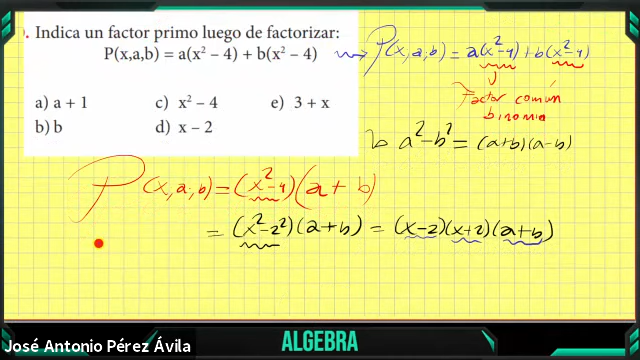 . Indica un factor primo luego de factorizar:
P(x,a,b) = a(x² – 4) + b(x² – 4)
a) a + 1 c) x² – 4 e) 3 + x
b) b d) x – 2
P(x,a,b) = a(x²-4) + b(x²-4)
Factor común
binomio
a²-b² = (a+b)(a-b)
P(x,a,b) = (x²-4)(a+b)
= (x²-2²)(a+b) = (x-2)(x+2)(a+b)
José Antonio Pérez Ávila
ALGEBRA